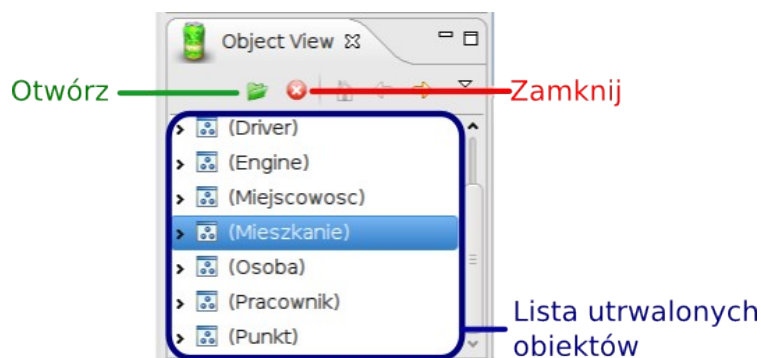 Object View
Otwórz
Zamknij
(Driver)
(Engine)
(Miejscowosc)
(Mieszkanie)
(Osoba)
(Pracownik)
(Punkt)
Lista utrwalonych
obiektów